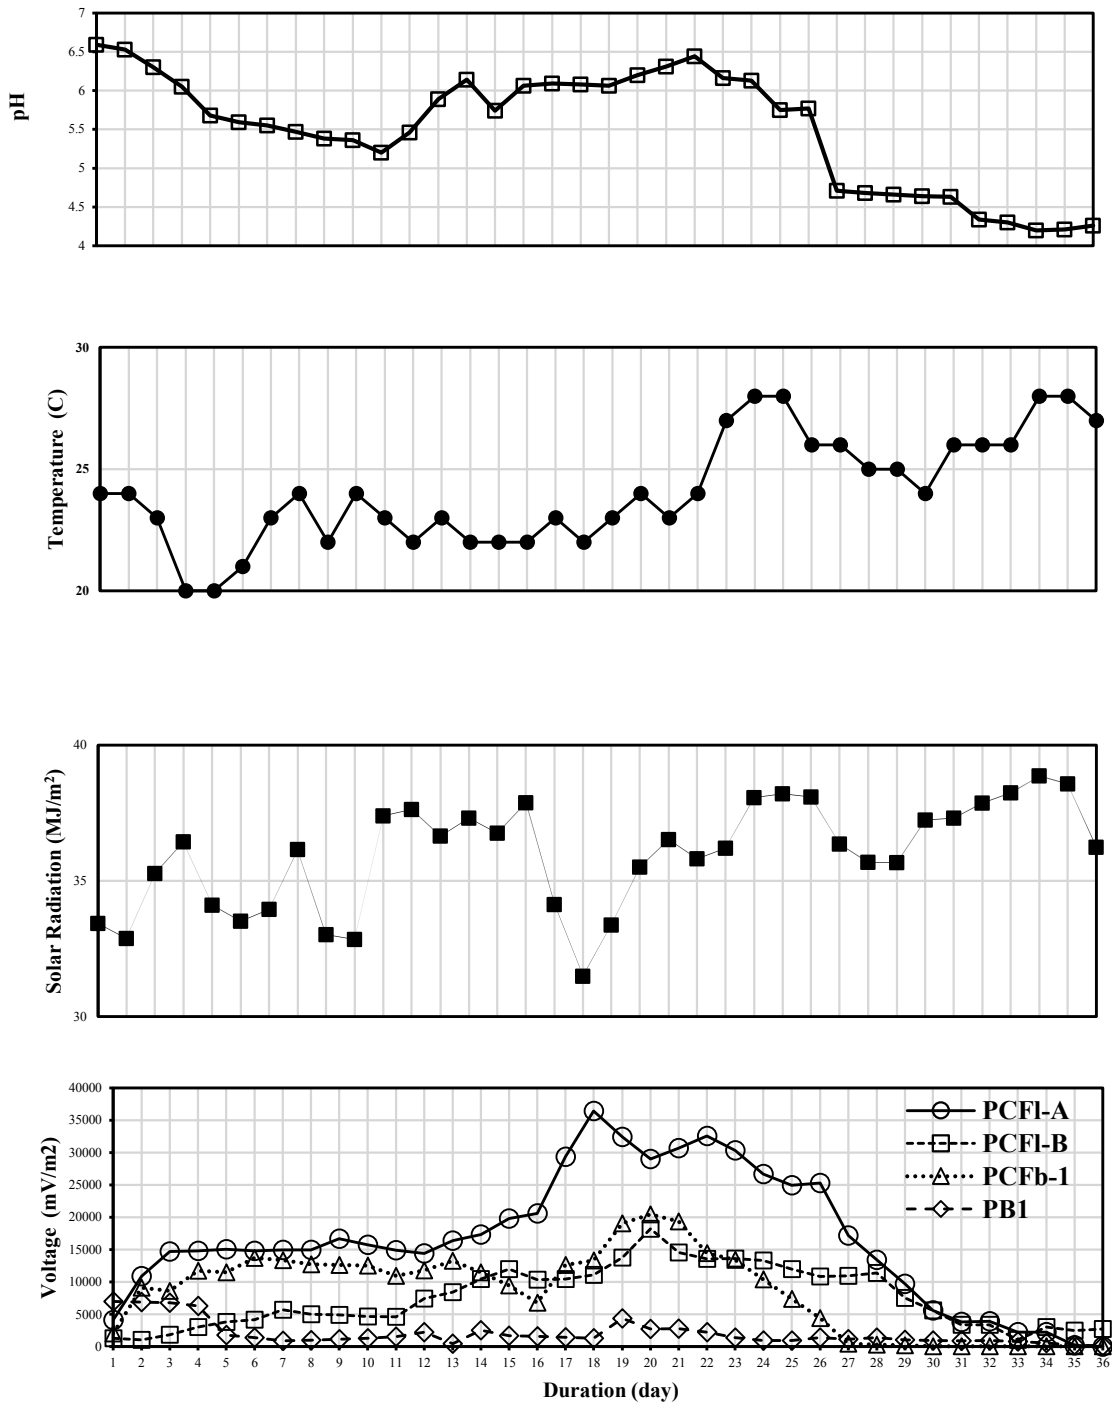 7
6.5
6
5.5
5
4.5
4
pH
30
25
20
Temperature (C)
40
35
30
Solar Radiation (MJ/m²)
40000
35000
30000
25000
20000
15000
10000
5000
0
Voltage (mV/m2)
PCFl-A
PCFl-B
PCFb-1
PB1
1 2 3 4 5 6 7 8 9 10 11 12 13 14 15 16 17 18 19 20 21 22 23 24 25 26 27 28 29 30 31 32 33 34 35 36
Duration (day)